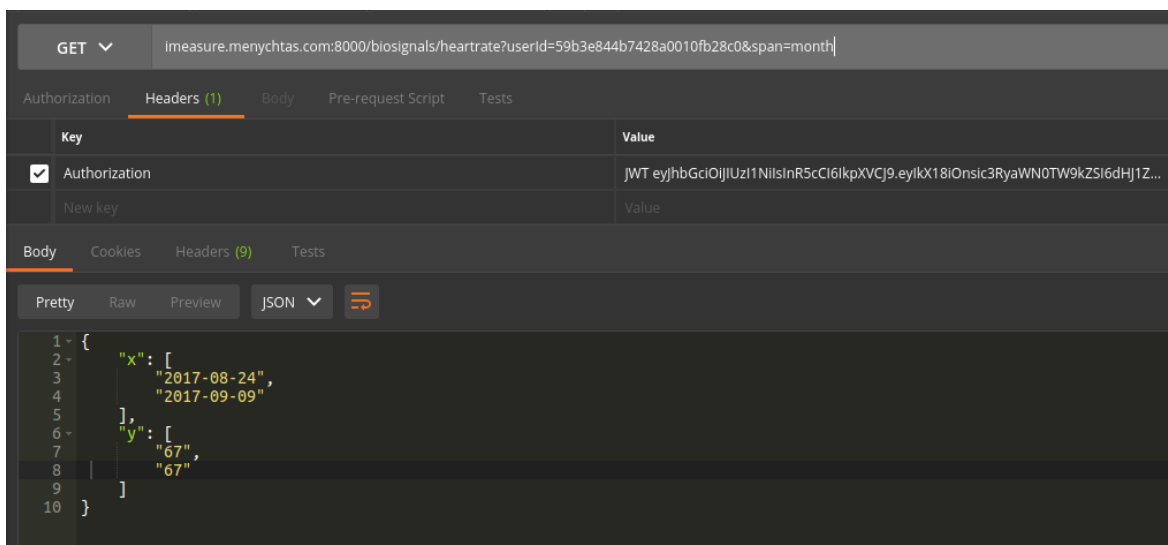 GET imeasure.menychtas.com:8000/biosignals/heartrate?userId=59b3e844b7428a0010fb28c0&span=month
Authorization Headers (1) Body Pre-request Script Tests
Key Value
Authorization JWT eyJhbGciOiJIUzI1NiIsInR5cCI6IkpXVCJ9.eyIkX18iOnsic3RyaWN0TW9kZSI6dHJ1Z...
New key Value
Body Cookies Headers (9) Tests
Pretty Raw Preview JSON
1 {
2 "x": [
3 "2017-08-24",
4 "2017-09-09"
5 ],
6 "y": [
7 "67",
8 "67"
9 ]
10 }